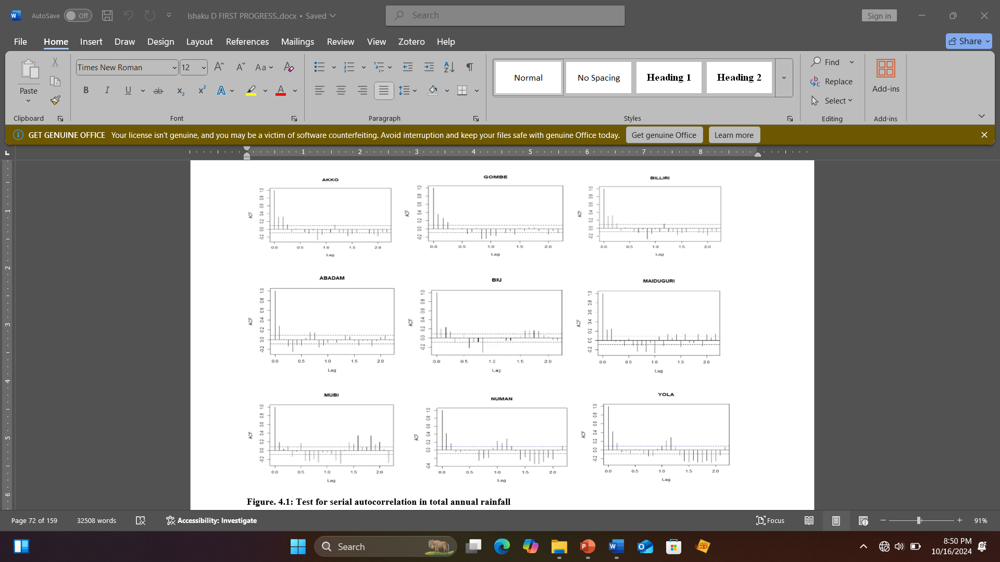 AutoSave Off Ishaku D FIRST PROGRESS..docx • Saved Search Sign in
File Home Insert Draw Design Layout References Mailings Review View Zotero Help Share
Paste
Clipboard
Times New Roman 12
Aa
B I U ab x₂ x² A A
Font
Paragraph
Normal No Spacing Heading 1 Heading 2
Styles
Find
Replace
Select
Editing
Add-ins
Add-ins
GET GENUINE OFFICE Your license isn't genuine, and you may be a victim of software counterfeiting. Avoid interruption and keep your files safe with genuine Office today. Get genuine Office Learn more
1 2 3 4 5 6 7 8
1
2
3
4
5
6
AKKO
ACF
-0.2 0.0 0.2 0.4 0.6 0.8 1.0
0.0 0.5 1.0 1.5 2.0
Lag
GOMBE
ACF
-0.2 0.0 0.2 0.4 0.6 0.8 1.0
0.0 0.5 1.0 1.5 2.0
Lag
BILLIRI
ACF
-0.2 0.0 0.2 0.4 0.6 0.8 1.0
0.0 0.5 1.0 1.5 2.0
Lag
ABADAM
ACF
-0.2 0.0 0.2 0.4 0.6 0.8 1.0
0.0 0.5 1.0 1.5 2.0
Lag
BIU
ACF
-0.2 0.0 0.2 0.4 0.6 0.8 1.0
0.0 0.5 1.0 1.5 2.0
Lag
MAIDUGURI
ACF
-0.2 0.0 0.2 0.4 0.6 0.8 1.0
0.0 0.5 1.0 1.5 2.0
Lag
MUBI
ACF
-0.2 0.0 0.2 0.4 0.6 0.8 1.0
0.0 0.5 1.0 1.5 2.0
Lag
NUMAN
ACF
-0.4 0.0 0.2 0.4 0.6 0.8 1.0
0.0 0.5 1.0 1.5 2.0
Lag
YOLA
ACF
-0.2 0.0 0.2 0.4 0.6 0.8 1.0
0.0 0.5 1.0 1.5 2.0
Lag
Figure. 4.1: Test for serial autocorrelation in total annual rainfall
Page 72 of 159 32508 words Accessibility: Investigate Focus 91%
Search
8:50 PM
10/16/2024